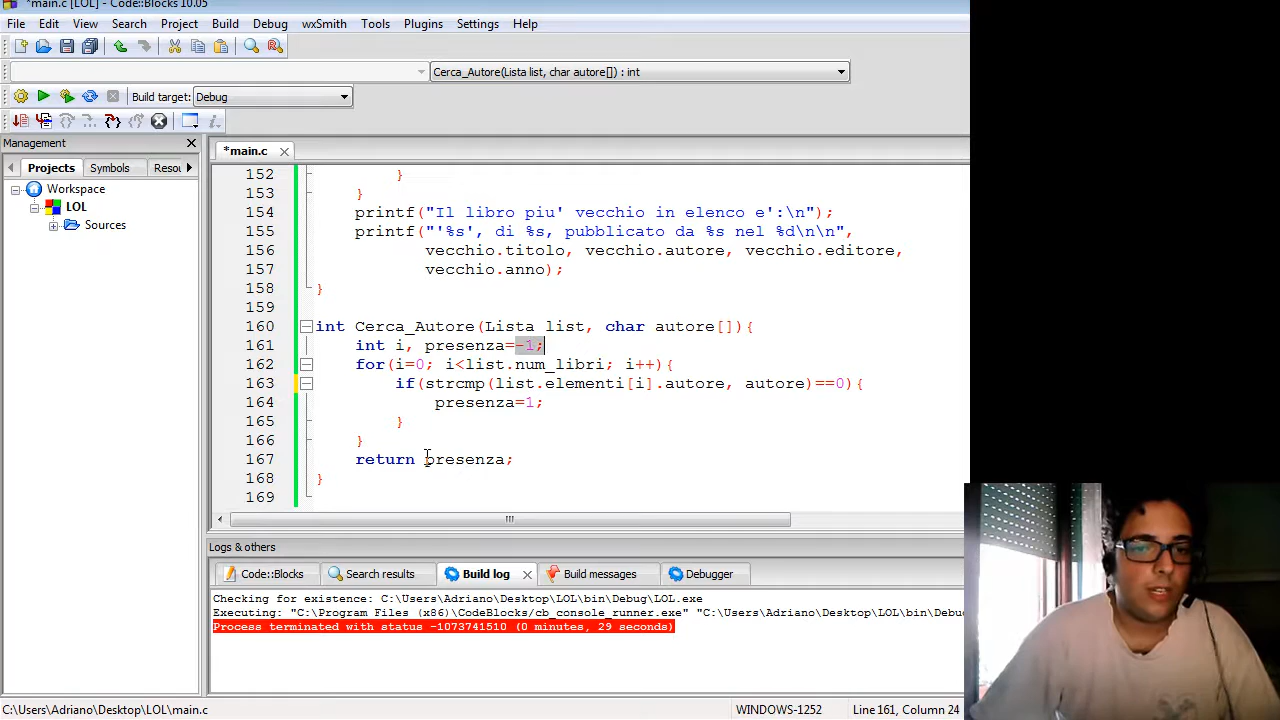 *main.c [LOL] - Code::Blocks 10.05
File Edit View Search Project Build Debug wxSmith Tools Plugins Settings Help
Cerca_Autore(Lista list, char autore[]) : int
Build target: Debug
Management
*main.c
Projects Symbols Resou
Workspace
LOL
Sources
152 }
153 }
154 printf("Il libro piu' vecchio in elenco e':\n");
155 printf("'%s', di %s, pubblicato da %s nel %d\n\n",
156 vecchio.titolo, vecchio.autore, vecchio.editore,
157 vecchio.anno);
158 }
159
160 int Cerca_Autore(Lista list, char autore[]){
161 int i, presenza=-1;
162 for(i=0; i<list.num_libri; i++){
163 if(strcmp(list.elementi[i].autore, autore)==0){
164 presenza=1;
165 }
166 }
167 return presenza;
168 }
169
Logs & others
Code::Blocks Search results Build log Build messages Debugger
Checking for existence: C:\Users\Adriano\Desktop\LOL\bin\Debug\LOL.exe
Executing: "C:\Program Files (x86)\CodeBlocks/cb_console_runner.exe" "C:\Users\Adriano\Desktop\LOL\bin\Debu
Process terminated with status -1073741510 (0 minutes, 29 seconds)
C:\Users\Adriano\Desktop\LOL\main.c WINDOWS-1252 Line 161, Column 24